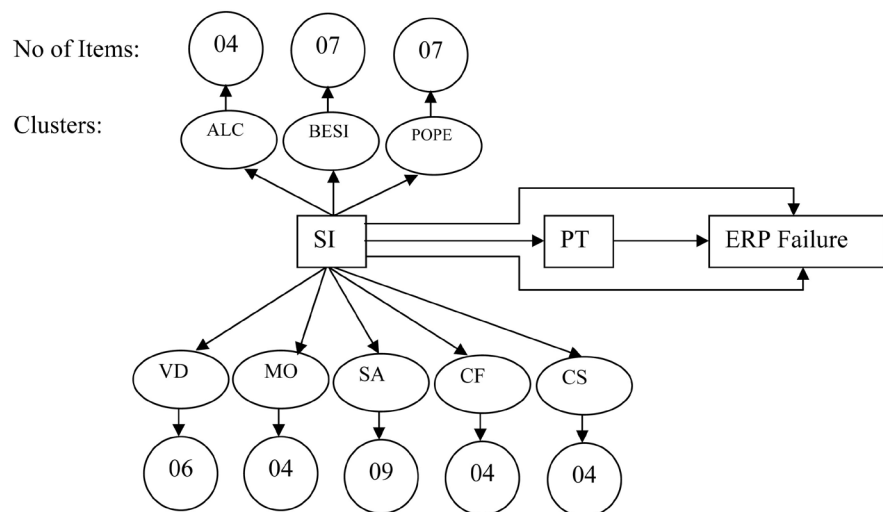 No of Items: 04 07 07
Clusters: ALC BESI POPE
SI PT ERP Failure
VD MO SA CF CS
06 04 09 04 04